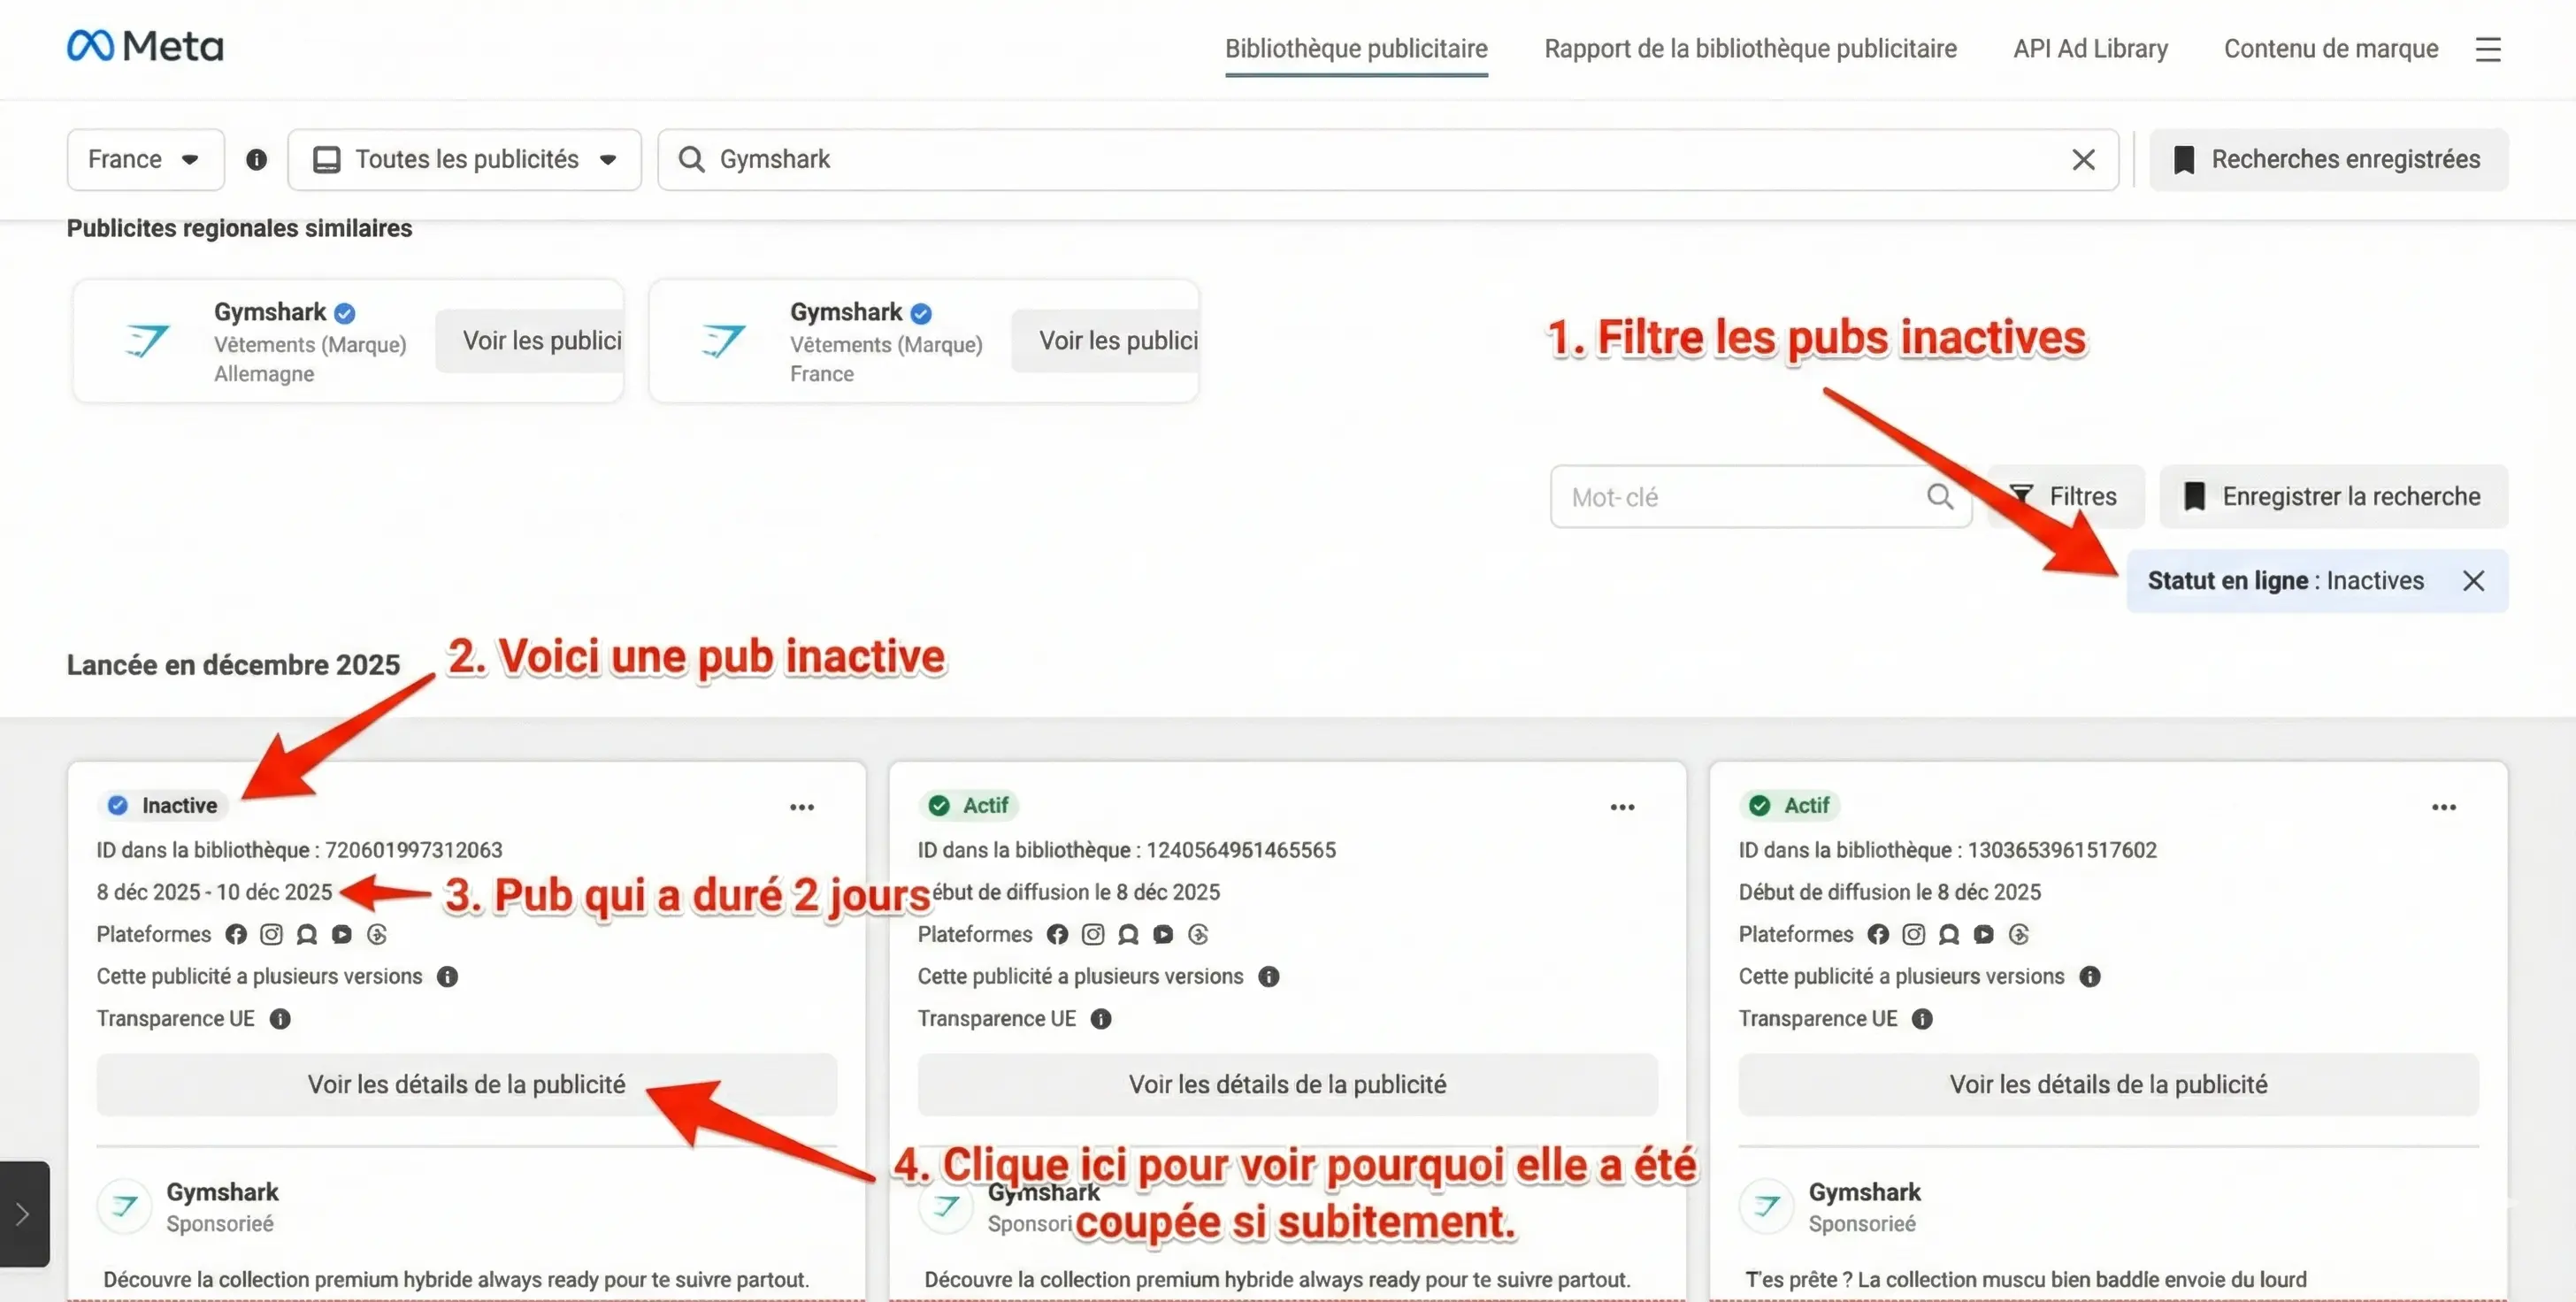 Meta
Bibliothèque publicitaire
Rapport de la bibliothèque publicitaire
API Ad Library
Contenu de marque
France
Toutes les publicités
Gymshark
Recherches enregistrées
Publicites regionales similaires
Gymshark
Vêtements (Marque)
Allemagne
Voir les publici
Gymshark
Vêtements (Marque)
France
Voir les publici
1. Filtre les pubs inactives
Mot-clé
Filtres
Enregistrer la recherche
Statut en ligne : Inactives
Lancée en décembre 2025
2. Voici une pub inactive
Inactive
ID dans la bibliothèque : 720601997312063
8 déc 2025 - 10 déc 2025
3. Pub qui a duré 2 jours
Plateformes
Cette publicité a plusieurs versions
Transparence UE
Voir les détails de la publicité
Gymshark
Sponsorieé
Découvre la collection premium hybride always ready pour te suivre partout.
Actif
ID dans la bibliothèque : 1240564951465565
ébut de diffusion le 8 déc 2025
Plateformes
Cette publicité a plusieurs versions
Transparence UE
Voir les détails de la publicité
4. Clique ici pour voir pourquoi elle a été
coupée si subitement.
Gymshark
Sponsori
Découvre la collection premium hybride always ready pour te suivre partout.
Actif
ID dans la bibliothèque : 1303653961517602
Début de diffusion le 8 déc 2025
Plateformes
Cette publicité a plusieurs versions
Transparence UE
Voir les détails de la publicité
Gymshark
Sponsorieé
T'es prête ? La collection muscu bien baddle envoie du lourd